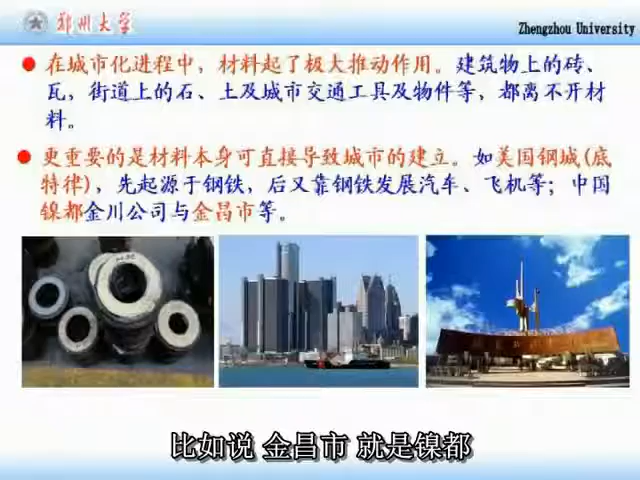 郑州大学
Zhengzhou University
在城市化进程中，材料起了极大推动作用。建筑物上的砖、
瓦，街道上的石、土及城市交通工具及物件等，都离不开材
料。
更重要的是材料本身可直接导致城市的建立。如美国钢城(底
特律)，先起源于钢铁，后又靠钢铁发展汽车、飞机等；中国
镍都金川公司与金昌市等。
比如说 金昌市 就是镍都